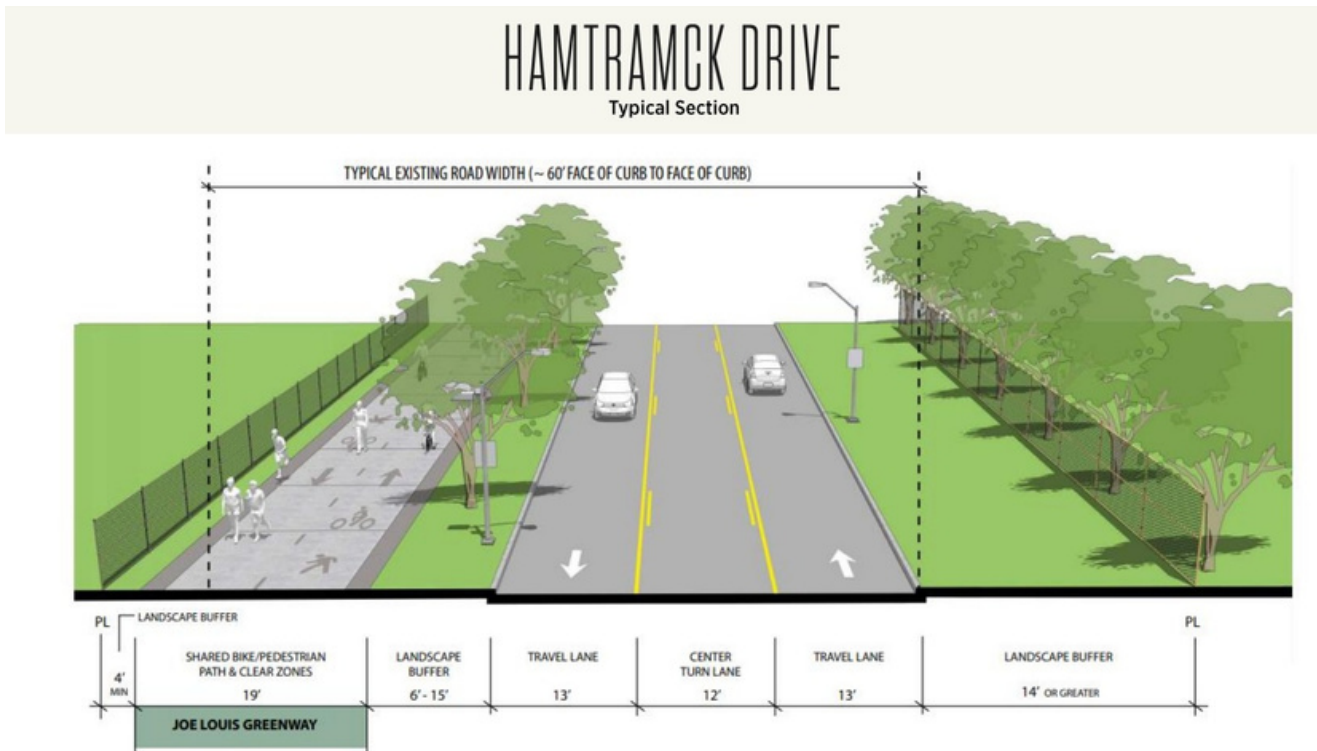 HAMTRAMCK DRIVE
Typical Section
TYPICAL EXISTING ROAD WIDTH (~ 60' FACE OF CURB TO FACE OF CURB)
PL
LANDSCAPE BUFFER
PL
4'
MIN
SHARED BIKE/PEDESTRIAN
PATH & CLEAR ZONES
19'
LANDSCAPE
BUFFER
6' - 15'
TRAVEL LANE
13'
CENTER
TURN LANE
12'
TRAVEL LANE
13'
LANDSCAPE BUFFER
14' OR GREATER
JOE LOUIS GREENWAY